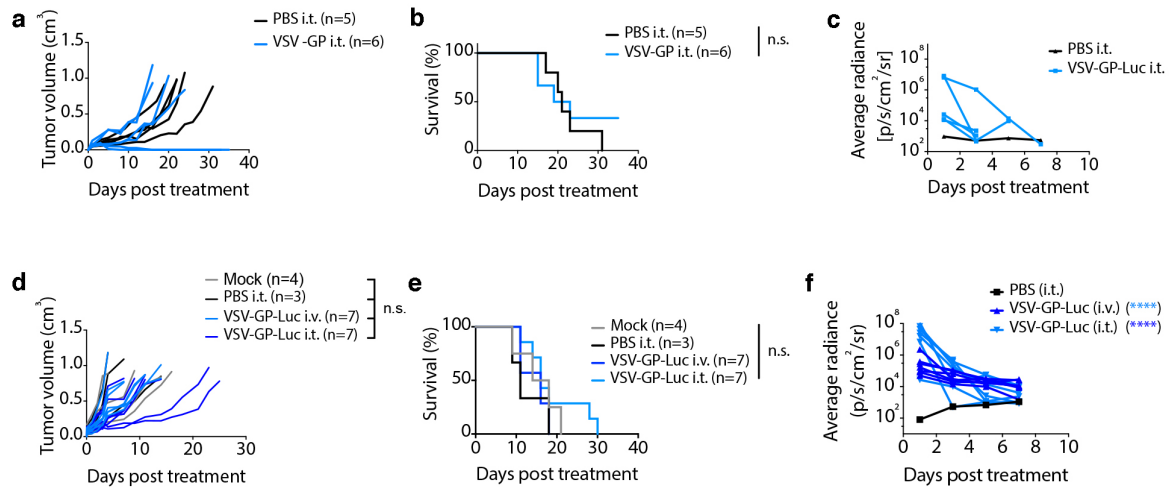 a
PBS i.t. (n=5)
VSV -GP i.t. (n=6)
Tumor volume (cm³)
1.5
1.0
0.5
0.0
0 10 20 30 40
Days post treatment
b
PBS i.t. (n=5)
VSV-GP i.t. (n=6)
n.s.
Survival (%)
100
50
0
0 10 20 30 40
Days post treatment
c
PBS i.t.
VSV-GP-Luc i.t.
Average radiance
[p/s/cm²/sr]
10⁸
10⁶
10⁴
10²
0 2 4 6 8 10
Days post treatment
d
Mock (n=4)
PBS i.t. (n=3)
VSV-GP-Luc i.v. (n=7)
VSV-GP-Luc i.t. (n=7)
n.s.
Tumor volume (cm³)
1.5
1.0
0.5
0.0
0 10 20 30
Days post treatment
e
Mock (n=4)
PBS i.t. (n=3)
VSV-GP-Luc i.v. (n=7)
VSV-GP-Luc i.t. (n=7)
n.s.
Survival (%)
100
50
0
0 10 20 30 40
Days post treatment
f
PBS (i.t.)
VSV-GP-Luc (i.v.) (****)
VSV-GP-Luc (i.t.) (****)
Average radiance
(p/s/cm²/sr)
10⁸
10⁶
10⁴
10²
0 2 4 6 8 10
Days post treatment